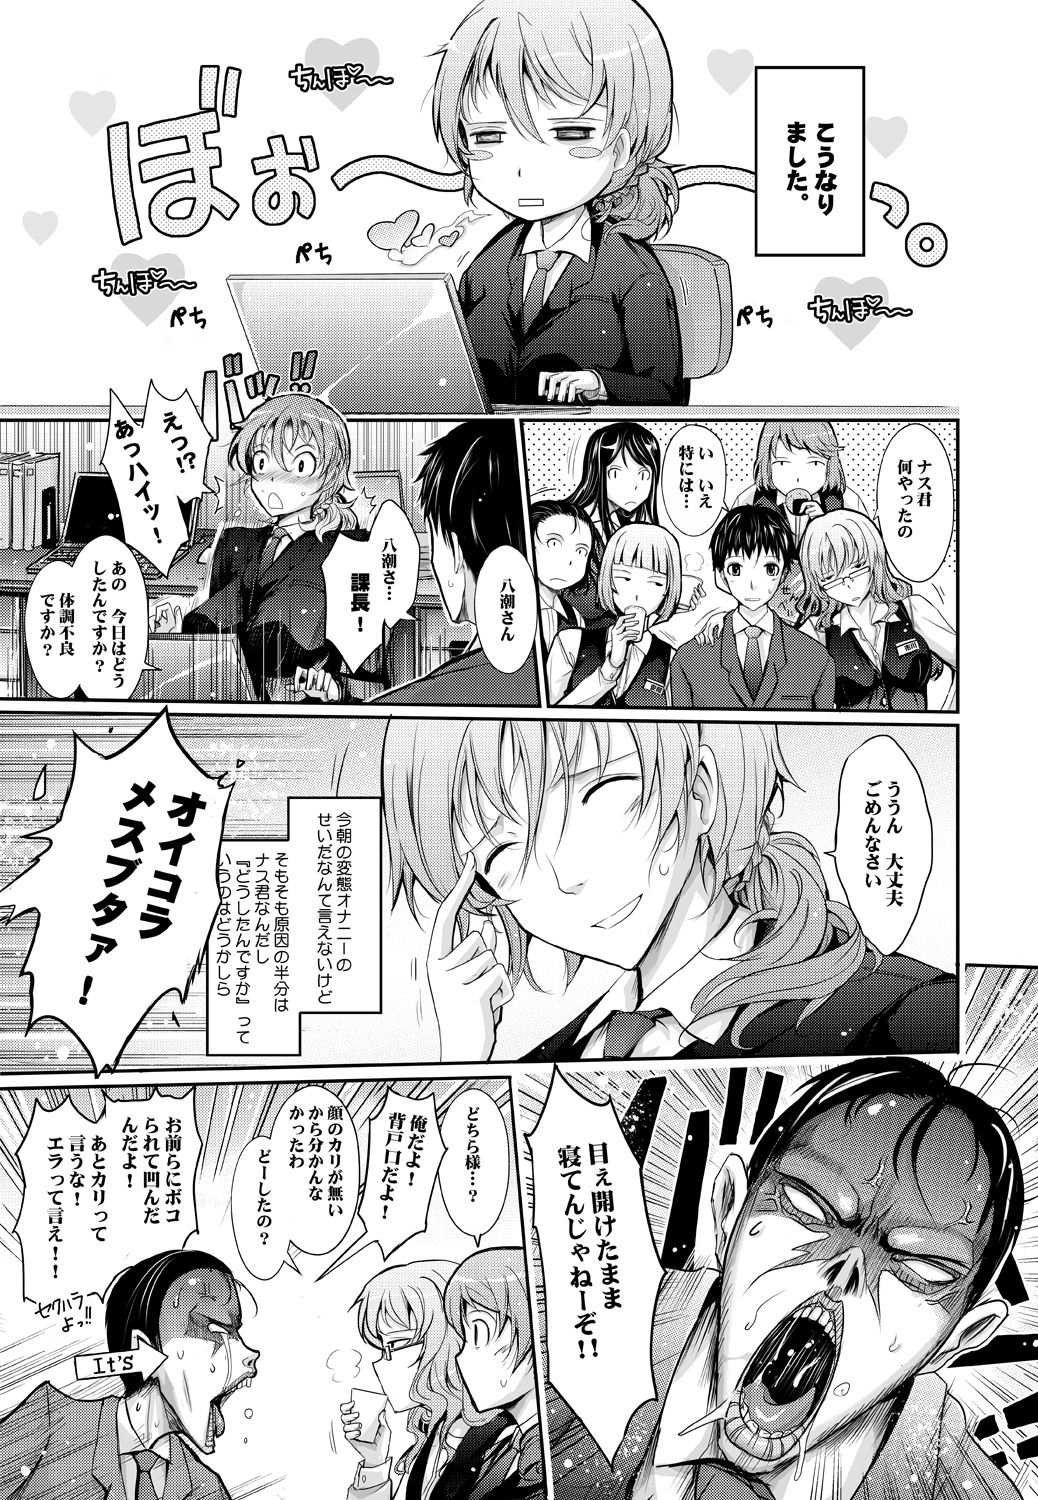 こうなり
ました。
ぼぉ～っ。
ちんぽ～～
ちんぽ～～
ちんぽ～～
ちんぽ～～
ぺち
ぺち
ぺち
ナス君
何やったの
い いえ
特には…
八潮さん
八潮さ…
課長！
バッ!!
えっ!?
あっハイッ！
あの 今日はどう
したんですか？
体調不良
ですか？
ううん 大丈夫
ごめんなさい
今朝の変態オナニーの
せいだなんて言えないけど
そもそも原因の半分は
ナス君なんだし
『どうしたんですか』って
いうのはどうかしら
オイコラ
メスブタァ！
目ぇ開けたまま
寝てんじゃねーぞ!!
どちら様…？
俺だよ！
背戸口だよ！
顔のカリが無い
から分かんな
かったわ
どーしたの？
お前らにボコ
られて凹んだ
んだよ！
あとカリって
言うな！
エラって言え！！
セクハラ
よっ!!
It's